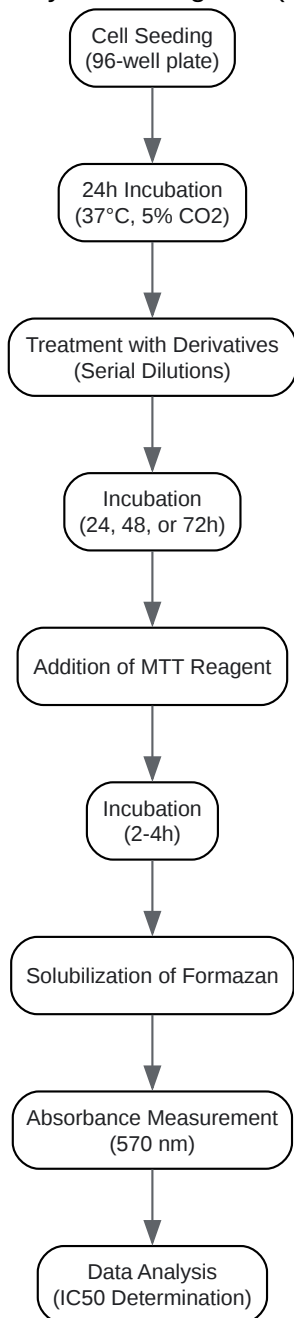 Cell Seeding
(96-well plate)
24h Incubation
(37°C, 5% CO2)
Treatment with Derivatives
(Serial Dilutions)
Incubation
(24, 48, or 72h)
Addition of MTT Reagent
Incubation
(2-4h)
Solubilization of Formazan
Absorbance Measurement
(570 nm)
Data Analysis
(IC50 Determination)